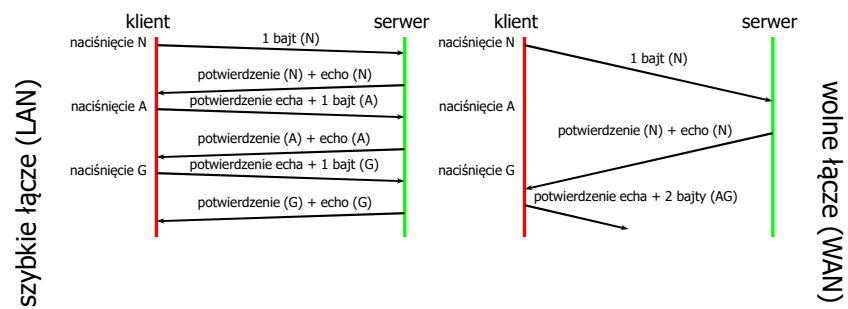 szybkie łącze (LAN)
klient
serwer
naciśnięcie N
1 bajt (N)
potwierdzenie (N) + echo (N)
naciśnięcie A
potwierdzenie echa + 1 bajt (A)
potwierdzenie (A) + echo (A)
naciśnięcie G
potwierdzenie echa + 1 bajt (G)
potwierdzenie (G) + echo (G)
klient
serwer
naciśnięcie N
1 bajt (N)
naciśnięcie A
potwierdzenie (N) + echo (N)
naciśnięcie G
potwierdzenie echa + 2 bajty (AG)
wolne łącze (WAN)